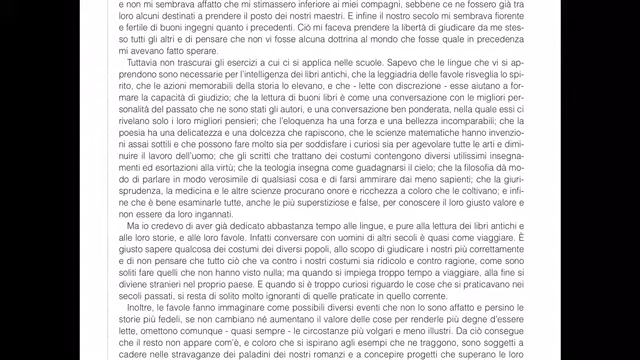 e non mi sembrava affatto che mi stimassero inferiore ai miei compagni, sebbene ce ne fossero già tra
loro alcuni destinati a prendere il posto dei nostri maestri. E infine il nostro secolo mi sembrava fiorente
e fertile di buoni ingegni quanto i precedenti. Ciò mi faceva prendere la libertà di giudicare da me stes-
so tutti gli altri e di pensare che non vi fosse alcuna dottrina al mondo che fosse quale in precedenza
mi avevano fatto sperare.
Tuttavia non trascurai gli esercizi a cui ci si applica nelle scuole. Sapevo che le lingue che vi si ap-
prendono sono necessarie per l'intelligenza dei libri antichi, che la leggiadria delle favole risveglia lo spi-
rito, che le azioni memorabili della storia lo elevano, e che - lette con discrezione - esse aiutano a for-
mare la capacità di giudizio; che la lettura di buoni libri è come una conversazione con le migliori per-
sonalità del passato che ne sono stati gli autori, e una conversazione ben ponderata, nella quale essi ci
rivelano solo i loro migliori pensieri; che l'eloquenza ha una forza e una bellezza incomparabili; che la
poesia ha una delicatezza e una dolcezza che rapiscono, che le scienze matematiche hanno invenzio-
ni assai sottili e che possono fare molto sia per soddisfare i curiosi sia per agevolare tutte le arti e di-
minuire il lavoro dell'uomo; che gli scritti che trattano dei costumi contengono diversi utilissimi insegna-
menti ed esortazioni alla virtù; che la teologia insegna come guadagnarsi il cielo; che la filosofia dà mo-
do di parlare in modo verosimile di qualsiasi cosa e di farsi ammirare dai meno sapienti; che la giuri-
sprudenza, la medicina e le altre scienze procurano onore e ricchezza a coloro che le coltivano; e infi-
ne che è bene esaminarle tutte, anche le più superstiziose e false, per conoscere il loro giusto valore e
non essere da loro ingannati.
Ma io credevo di aver già dedicato abbastanza tempo alle lingue, e pure alla lettura dei libri antichi e
alle loro storie, e alle loro favole. Infatti conversare con uomini di altri secoli è quasi come viaggiare. È
giusto sapere qualcosa dei costumi dei diversi popoli, allo scopo di giudicare i nostri più correttamente
e di non pensare che tutto ciò che va contro i nostri costumi sia ridicolo e contro ragione, come sono
soliti fare quelli che non hanno visto nulla; ma quando si impiega troppo tempo a viaggiare, alla fine si
diviene stranieri nel proprio paese. E quando si è troppo curiosi riguardo le cose che si praticavano nei
secoli passati, si resta di solito molto ignoranti di quelle praticate in quello corrente.
Inoltre, le favole fanno immaginare come possibili diversi eventi che non lo sono affatto e persino le
storie più fedeli, se non cambiano né aumentano il valore delle cose per renderle più degne d'essere
lette, omettono comunque - quasi sempre - le circostanze più volgari e meno illustri. Da ciò consegue
che il resto non appare com'è, e coloro che si ispirano agli esempi che ne traggono, sono soggetti a
cadere nelle stravaganze dei paladini dei nostri romanzi e a concepire progetti che superano le loro